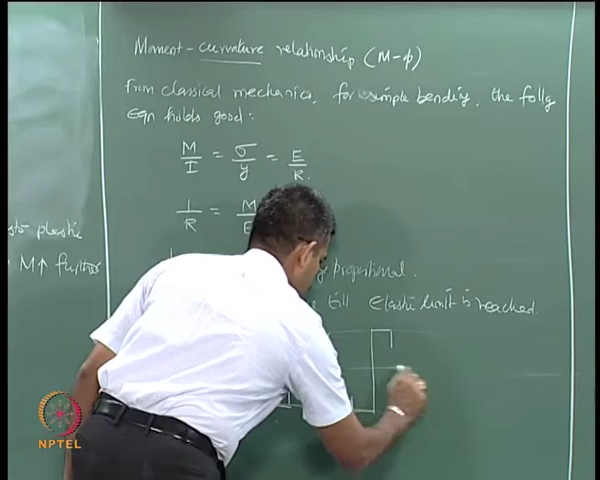 Moment-curvature relationship (M-φ)
From classical mechanics, for simple bending, the follg
Eqn holds good:
M/I = σ/y = E/R.
1/R = M
proportional.
till Elastic limit is reached.
plastic
M↑ further
NPTEL